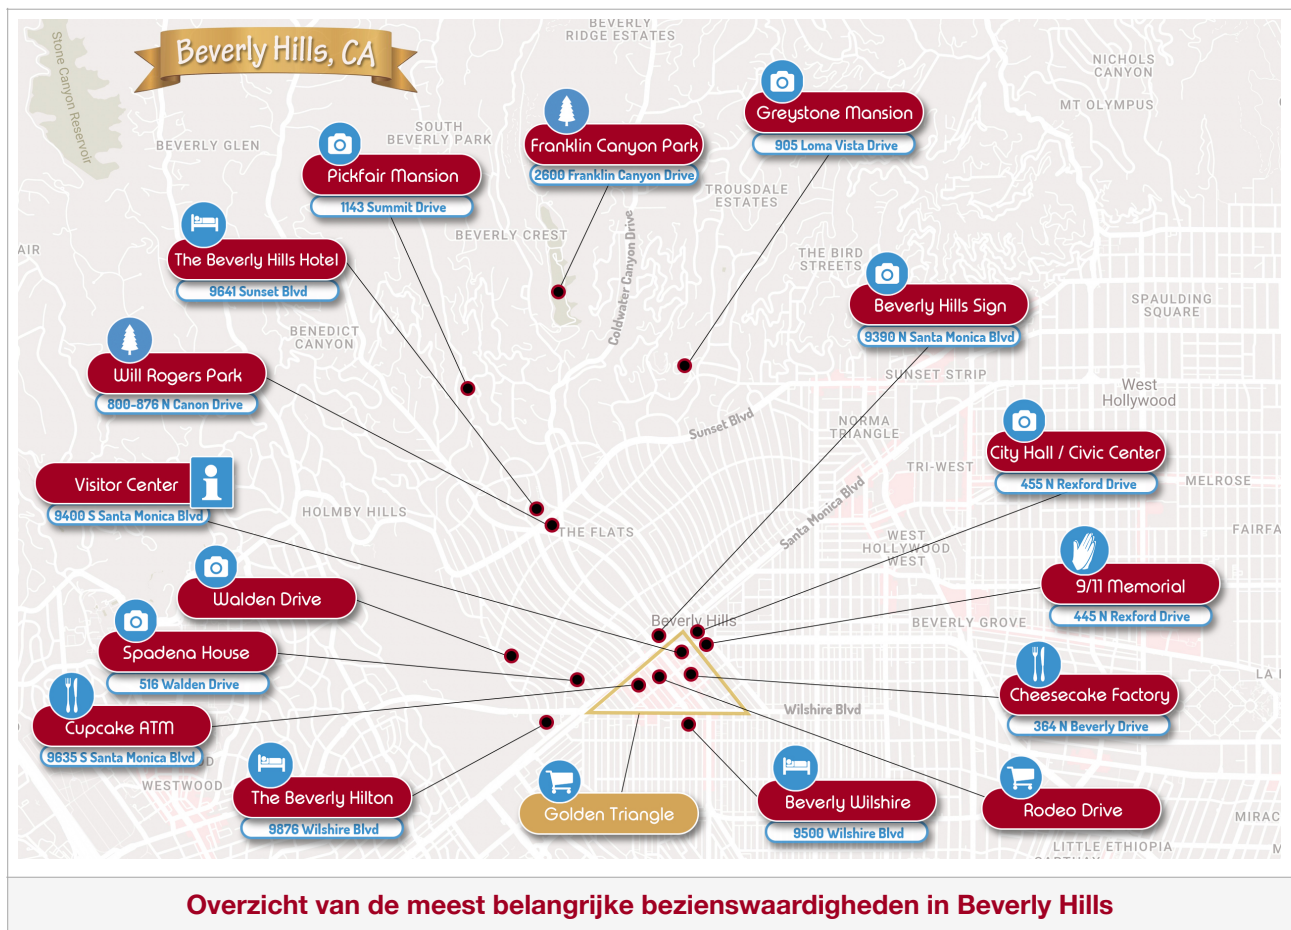 Beverly Hills, CA
Stone Canyon Reservoir
BEVERLY
RIDGE ESTATES
NICHOLS
CANYON
MT OLYMPUS
Greystone Mansion
905 Loma Vista Drive
SOUTH
BEVERLY PARK
BEVERLY GLEN
Franklin Canyon Park
2600 Franklin Canyon Drive
Pickfair Mansion
1143 Summit Drive
TROUSDALE
ESTATES
BEVERLY CREST
Coldwater Canyon Drive
AIR
The Beverly Hills Hotel
9641 Sunset Blvd
THE BIRD
STREETS
Beverly Hills Sign
9390 N Santa Monica Blvd
SPAULDING
SQUARE
BENEDICT
CANYON
Will Rogers Park
800-876 N Canon Drive
SUNSET STRIP
West
Hollywood
Sunset Blvd
NORMA
TRIANGLE
City Hall / Civic Center
455 N Rexford Drive
TRI-WEST
MELROSE
Visitor Center
9400 S Santa Monica Blvd
HOLMBY HILLS
THE FLATS
Santa Monica Blvd
WEST
HOLLYWOOD
WEST
FAIRFA
9/11 Memorial
445 N Rexford Drive
Walden Drive
Beverly Hills
BEVERLY GROVE
Spadena House
516 Walden Drive
LA
Cheesecake Factory
364 N Beverly Drive
Wilshire Blvd
Cupcake ATM
9635 S Santa Monica Blvd
D
WESTWOOD
The Beverly Hilton
9876 Wilshire Blvd
Golden Triangle
Beverly Wilshire
9500 Wilshire Blvd
Rodeo Drive
MIRAC
LITTLE ETHIOPIA
M
Overzicht van de meest belangrijke bezienswaardigheden in Beverly Hills